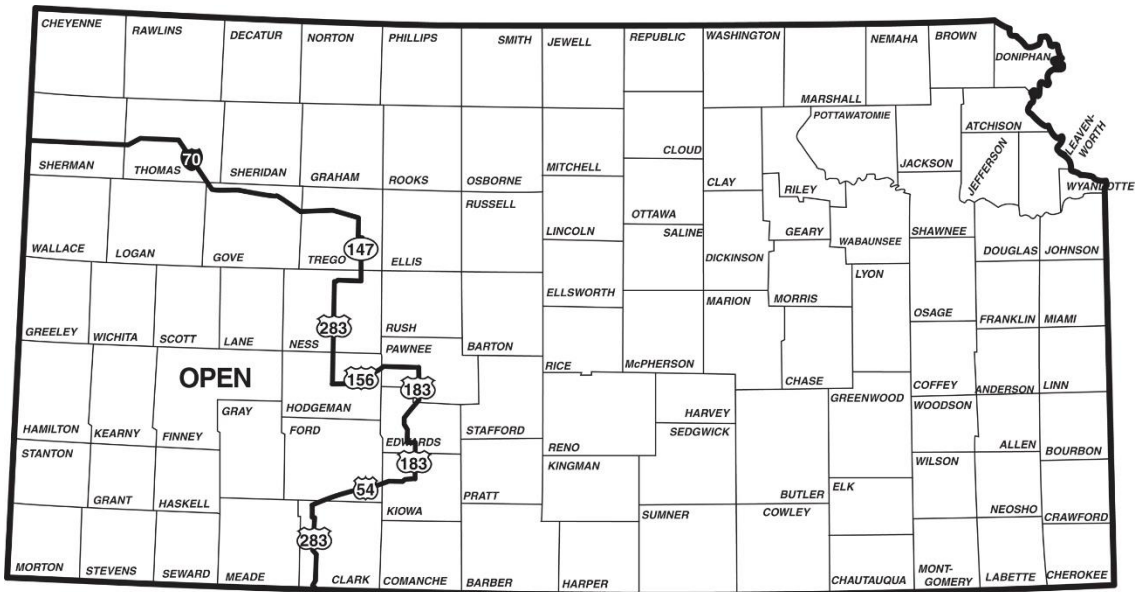 CHEYENNE
RAWLINS
DECATUR
NORTON
PHILLIPS
SMITH
JEWELL
REPUBLIC
WASHINGTON
MARSHALL
NEMAHA
BROWN
DONIPHAN
SHERMAN
THOMAS
70
SHERIDAN
GRAHAM
ROOKS
OSBORNE
MITCHELL
CLOUD
CLAY
RILEY
POTTAWATOMIE
JACKSON
ATCHISON
JEFFERSON
LEAVEN-
WORTH
WYANDOTTE
WALLACE
LOGAN
GOVE
TREGO
147
ELLIS
RUSSELL
LINCOLN
OTTAWA
SALINE
DICKINSON
GEARY
WABAUNSEE
SHAWNEE
DOUGLAS
JOHNSON
GREELEY
WICHITA
SCOTT
LANE
NESS
283
RUSH
BARTON
ELLSWORTH
RICE
McPHERSON
MARION
MORRIS
CHASE
LYON
OSAGE
FRANKLIN
MIAMI
OPEN
156
PAWNEE
183
HAMILTON
KEARNY
FINNEY
GRAY
HODGEMAN
FORD
EDWARDS
183
STAFFORD
RENO
HARVEY
SEDGWICK
BUTLER
GREENWOOD
COFFEY
ANDERSON
LINN
WOODSON
ALLEN
BOURBON
STANTON
GRANT
HASKELL
54
KIOWA
PRATT
KINGMAN
ELK
WILSON
NEOSHO
CRAWFORD
MORTON
STEVENS
SEWARD
MEADE
283
CLARK
COMANCHE
BARBER
HARPER
SUMNER
COWLEY
CHAUTAUQUA
MONT-
GOMERY
LABETTE
CHEROKEE